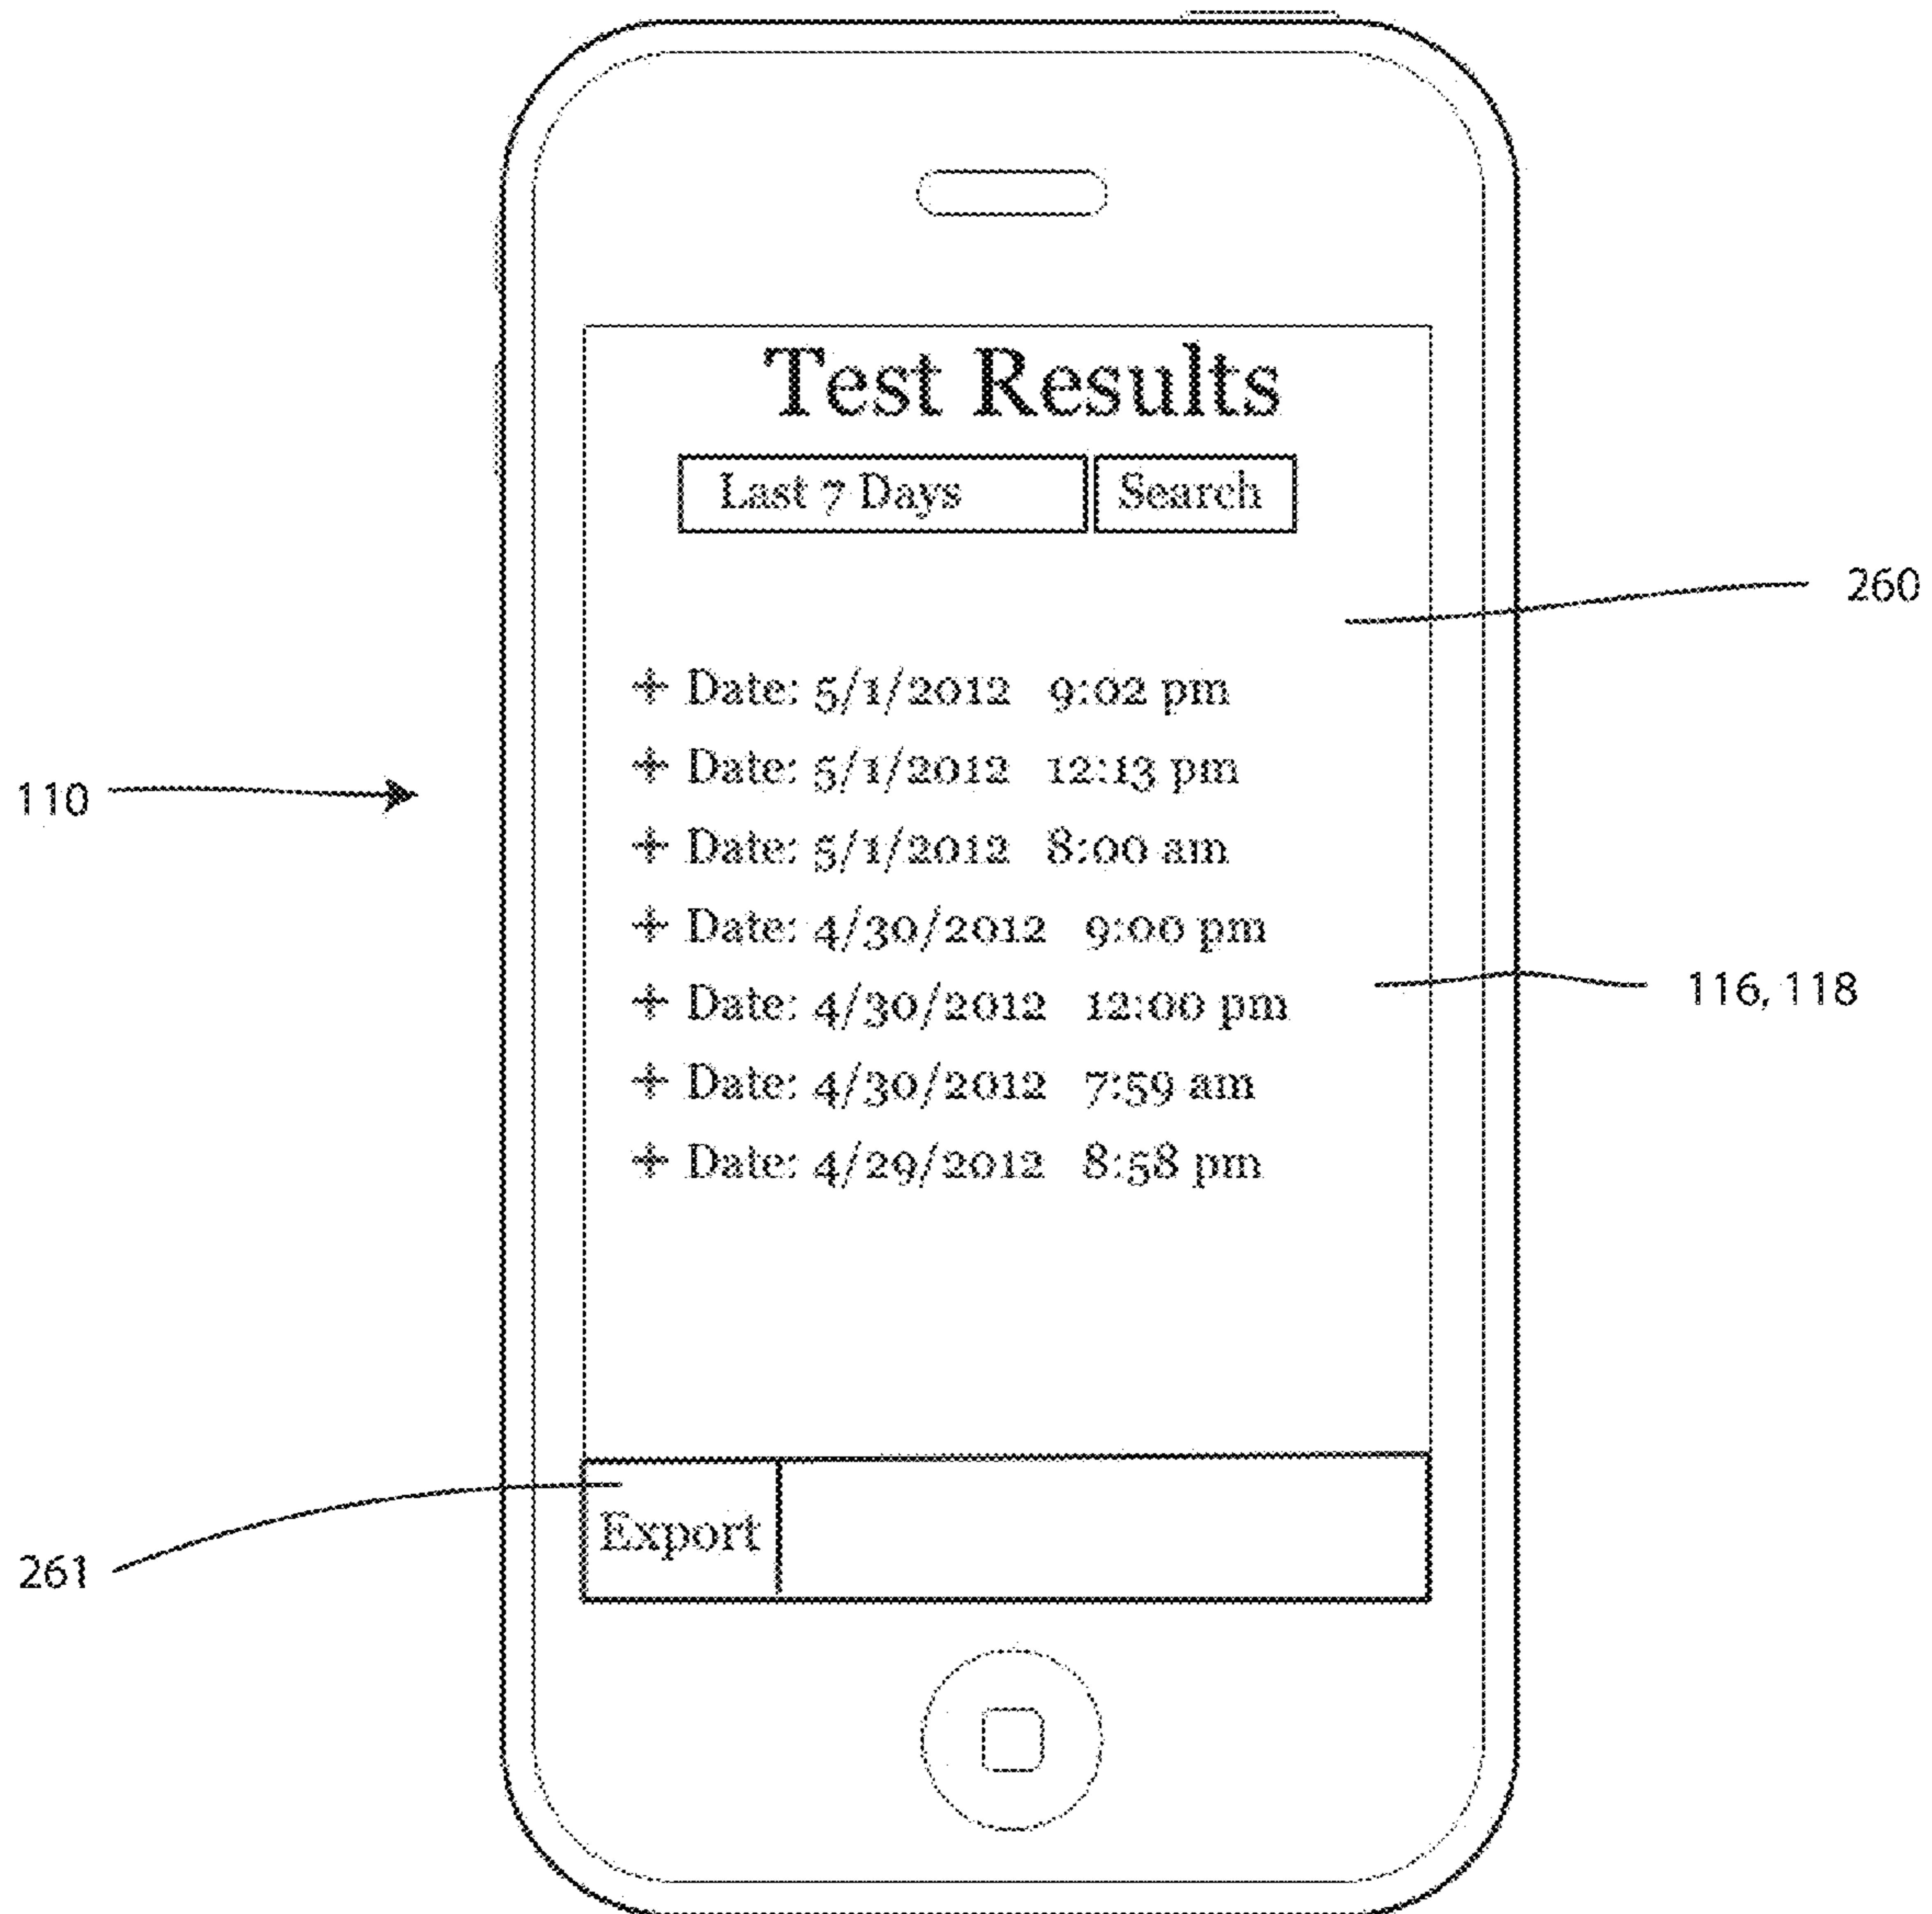 Test Results
Last 7 Days Search
260
+ Date: 5/1/2012 9:02 pm
+ Date: 5/1/2012 12:13 pm
110
+ Date: 5/1/2012 8:00 am
+ Date: 4/30/2012 9:00 pm
+ Date: 4/30/2012 12:00 pm
116, 118
+ Date: 4/30/2012 7:59 am
+ Date: 4/29/2012 8:58 pm
Export
261